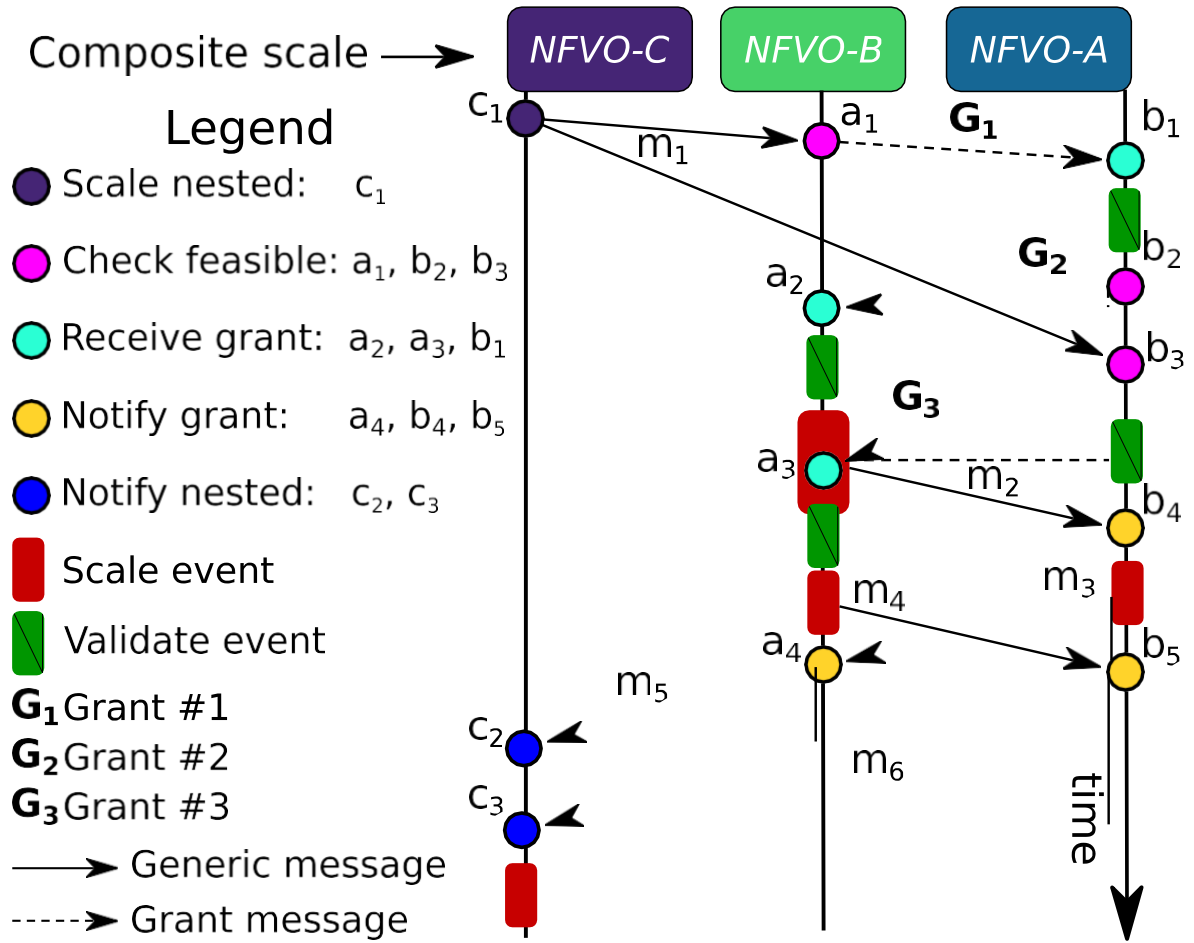 Composite scale
NFVO-C
NFVO-B
NFVO-A
Legend
Scale nested: c₁
Check feasible: a₁, b₂, b₃
Receive grant: a₂, a₃, b₁
Notify grant: a₄, b₄, b₅
Notify nested: c₂, c₃
Scale event
Validate event
G₁ Grant #1
G₂ Grant #2
G₃ Grant #3
Generic message
Grant message
c₁
m₁
a₁
G₁
b₁
b₂
G₂
a₂
b₃
G₃
a₃
m₂
b₄
m₃
m₄
a₄
b₅
m₅
c₂
m₆
c₃
time